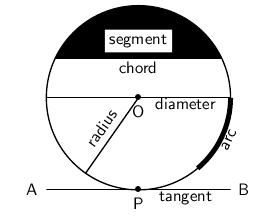 segment
chord
O
diameter
radius
arc
A
B
P
tangent